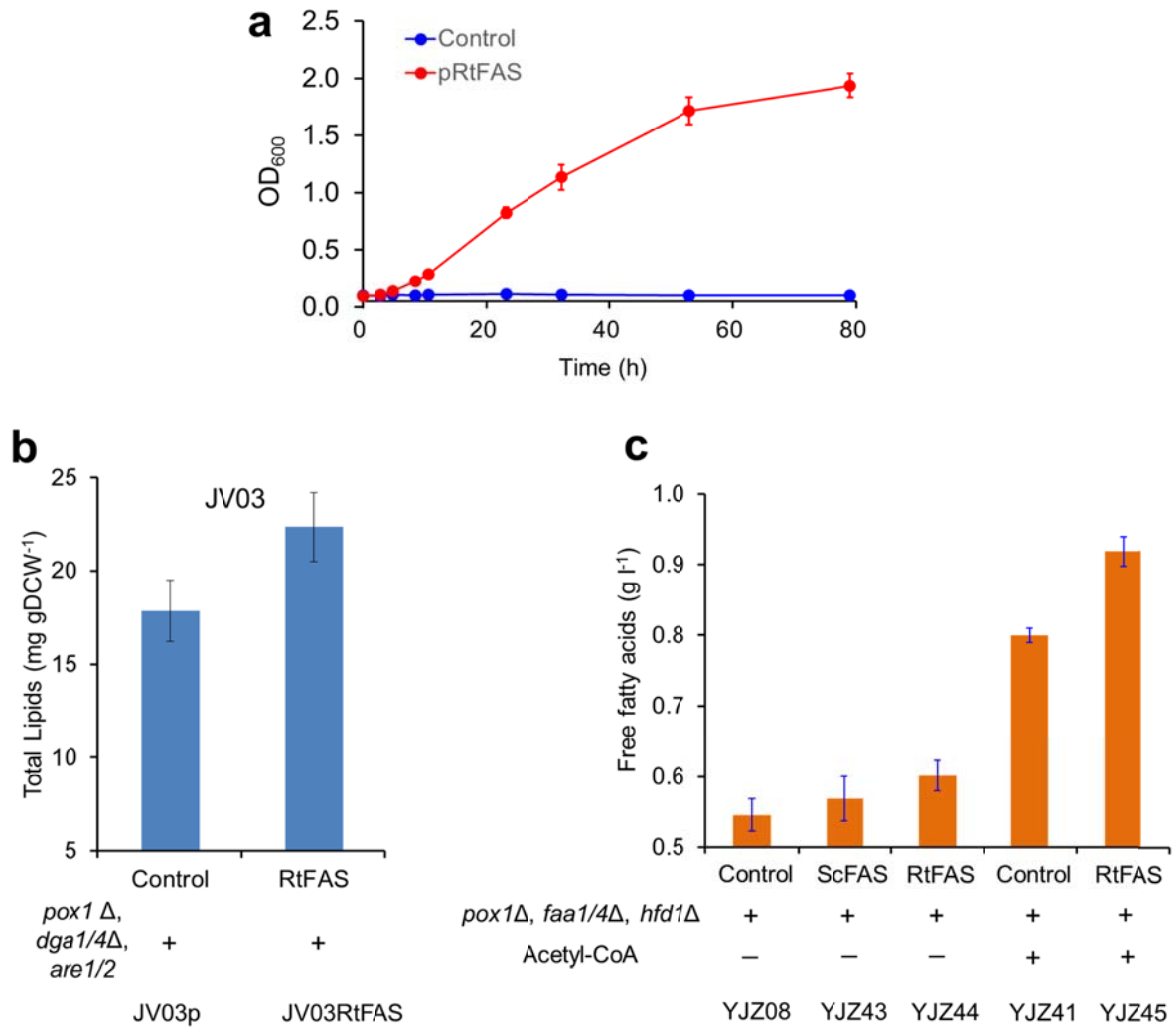 a
2.5
2.0
1.5
1.0
0.5
0.0
OD600
Control
pRtFAS
0 20 40 60 80
Time (h)
b
25
20
15
10
5
Total Lipids (mg gDCW-1)
JV03
Control RtFAS
pox1 Δ,
dga1/4Δ, + +
are1/2
JV03p JV03RtFAS
c
1.0
0.9
0.8
0.7
0.6
0.5
Free fatty acids (g l-1)
Control ScFAS RtFAS Control RtFAS
pox1Δ, faa1/4Δ, hfd1Δ + + + + +
Acetyl-CoA – – – + +
YJZ08 YJZ43 YJZ44 YJZ41 YJZ45